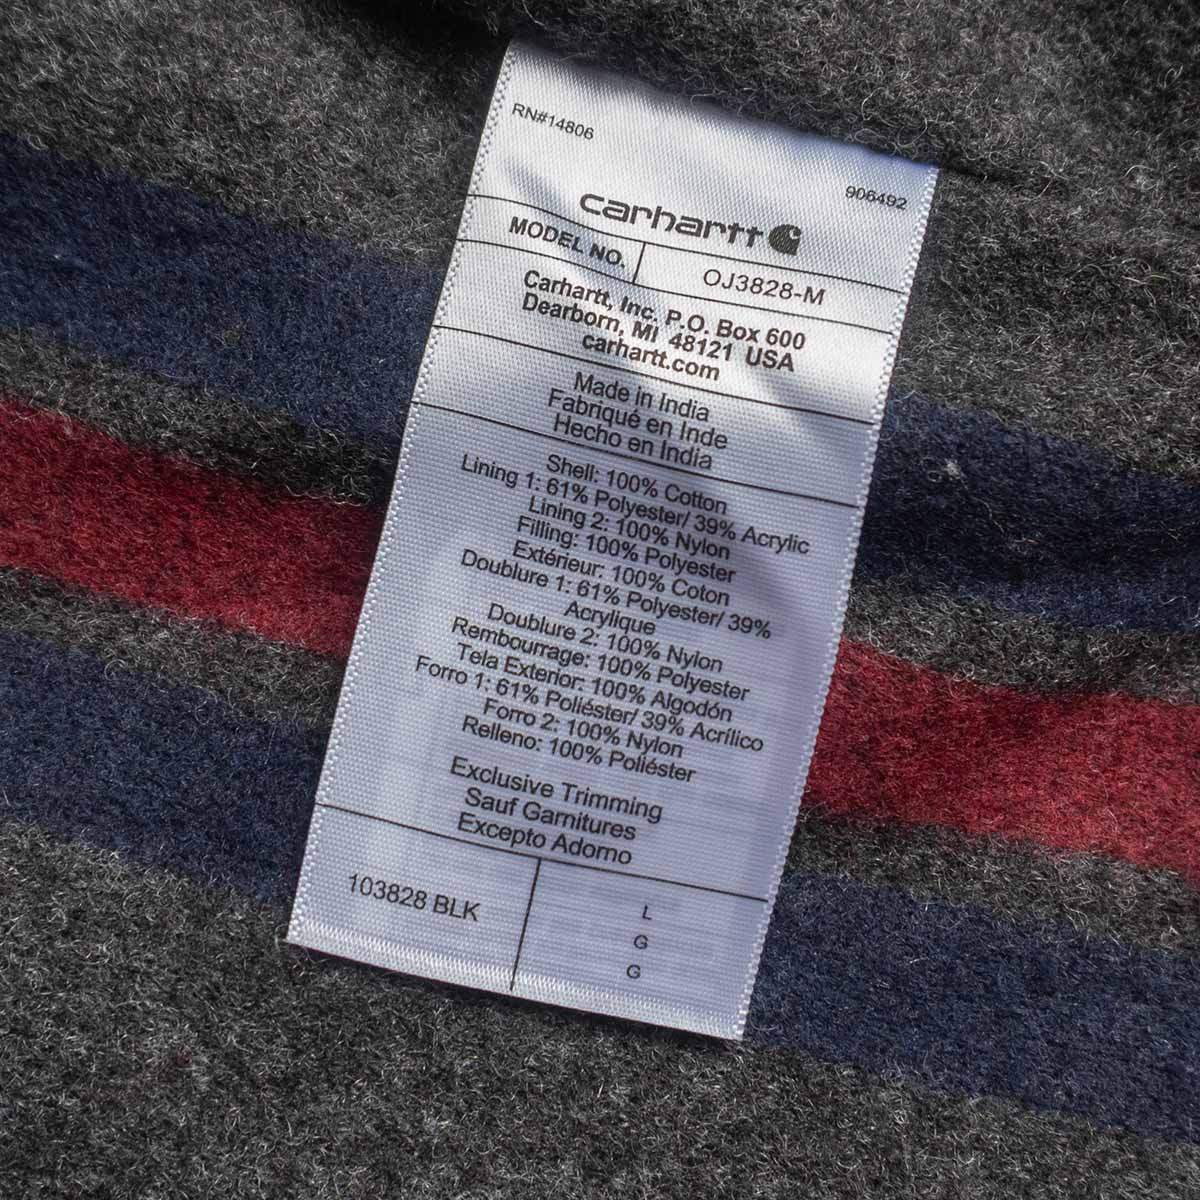 RN#14806
906492
carhartt
MODEL NO. OJ3828-M
Carhartt, Inc. P.O. Box 600
Dearborn, MI 48121 USA
carhartt.com
Made in India
Fabriqué en Inde
Hecho en India
Shell: 100% Cotton
Lining 1: 61% Polyester/ 39% Acrylic
Lining 2: 100% Nylon
Filling: 100% Polyester
Extérieur: 100% Coton
Doublure 1: 61% Polyester/ 39%
Acrylique
Doublure 2: 100% Nylon
Rembourrage: 100% Polyester
Tela Exterior: 100% Algodón
Forro 1: 61% Poliéster/ 39% Acrílico
Forro 2: 100% Nylon
Relleno: 100% Poliéster
Exclusive Trimming
Sauf Garnitures
Excepto Adorno
103828 BLK
L
G
G